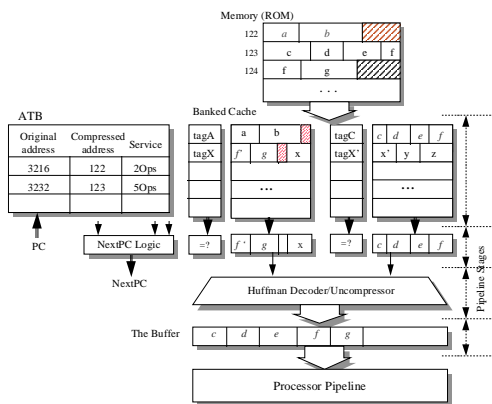 Memory (ROM)
122 a b
123 c d e f
124 f g
. . .
ATB
Original address Compressed address Service
3216 122 2Ops
3232 123 5Ops
PC
NextPC Logic
NextPC
Banked Cache
tagA a b tagC c d e f
tagX f' g x tagX' x' y z
... ...
=? f' g x =? c d e f
Huffman Decoder/Uncompressor
The Buffer c d e f g
Processor Pipeline
Pipeline Stages